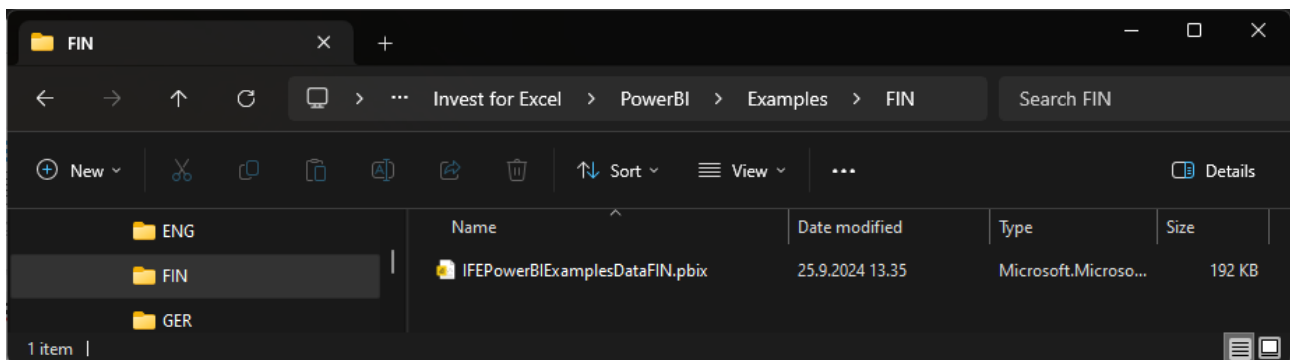 FIN
Invest for Excel > PowerBI > Examples > FIN
Search FIN
New Sort View ... Details
ENG
FIN
GER
Name Date modified Type Size
IFEPowerBIExamplesDataFIN.pbix 25.9.2024 13.35 Microsoft.Microso... 192 KB
1 item